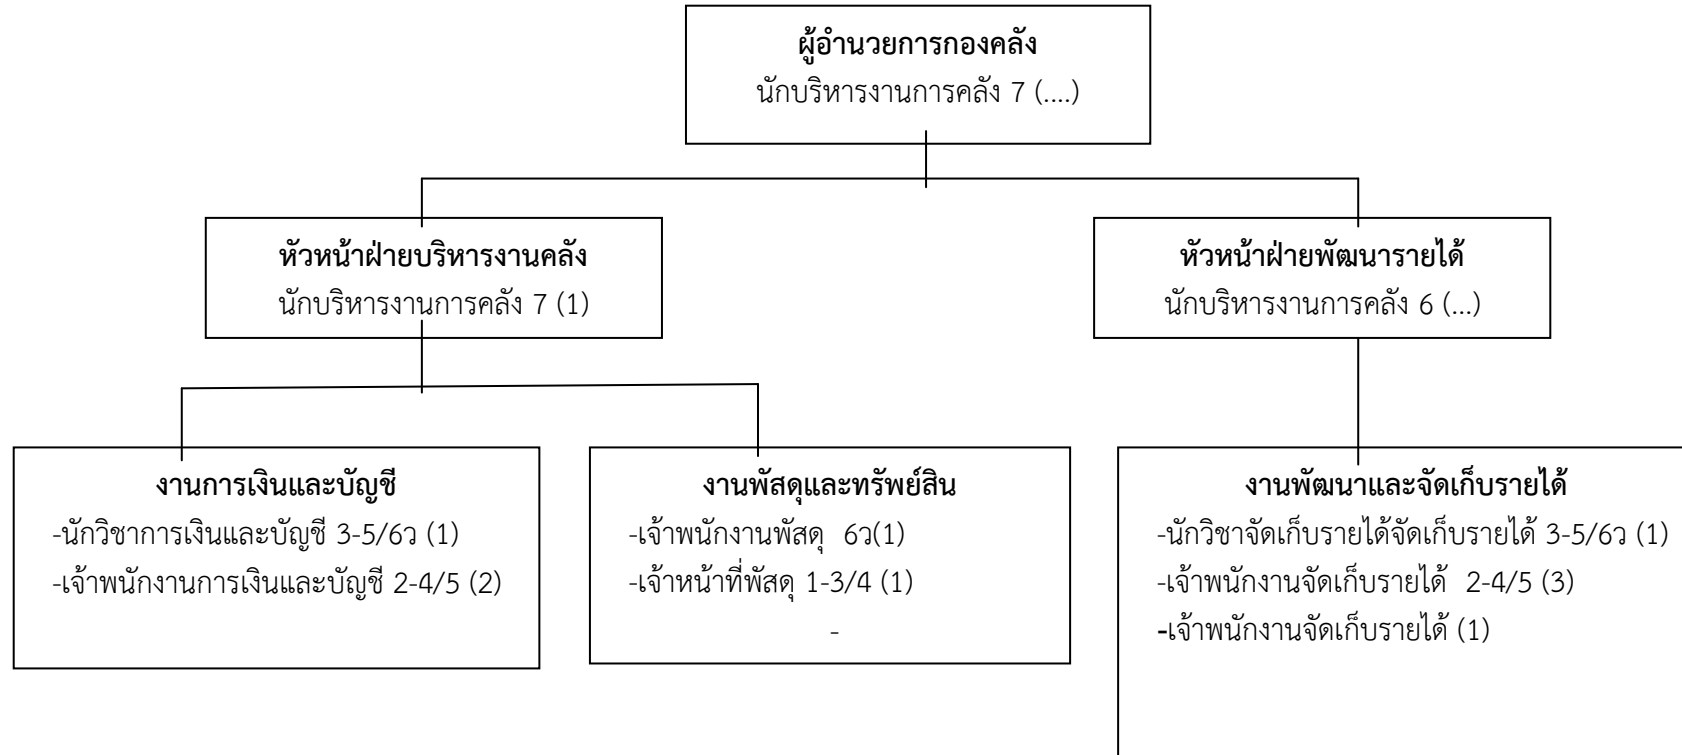 ผู้อำนวยการกองคลัง
นักบริหารงานการคลัง 7 (....)
หัวหน้าฝ่ายบริหารงานคลัง
นักบริหารงานการคลัง 7 (1)
หัวหน้าฝ่ายพัฒนารายได้
นักบริหารงานการคลัง 6 (...)
งานการเงินและบัญชี
-นักวิชาการเงินและบัญชี 3-5/6ว (1)
-เจ้าพนักงานการเงินและบัญชี 2-4/5 (2)
งานพัสดุและทรัพย์สิน
-เจ้าพนักงานพัสดุ 6ว(1)
-เจ้าหน้าที่พัสดุ 1-3/4 (1)
-
งานพัฒนาและจัดเก็บรายได้
-นักวิชาจัดเก็บรายได้จัดเก็บรายได้ 3-5/6ว (1)
-เจ้าพนักงานจัดเก็บรายได้ 2-4/5 (3)
-เจ้าพนักงานจัดเก็บรายได้ (1)